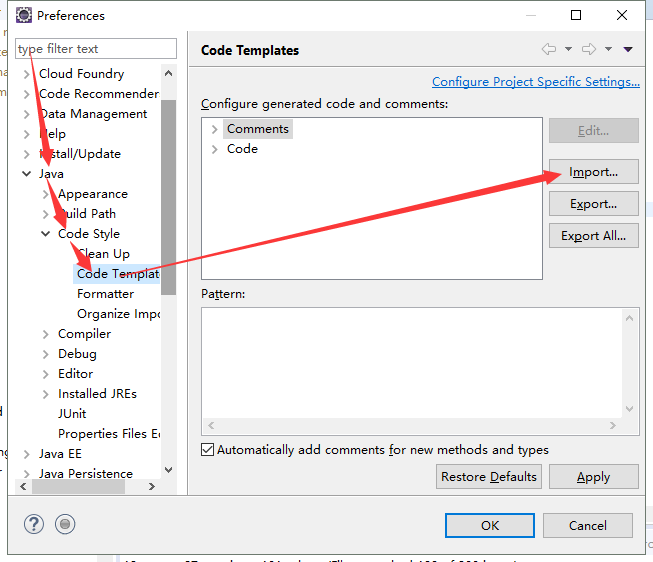 Preferences
type filter text
Cloud Foundry
Code Recommender
Data Management
Help
Install/Update
Java
Appearance
Build Path
Code Style
Clean Up
Code Templat
Formatter
Organize Impo
Compiler
Debug
Editor
Installed JREs
JUnit
Properties Files E
Java EE
Java Persistence
Code Templates
Configure Project Specific Settings...
Configure generated code and comments:
Comments
Code
Edit...
Import...
Export...
Export All...
Pattern:
Automatically add comments for new methods and types
Restore Defaults
Apply
?
OK
Cancel